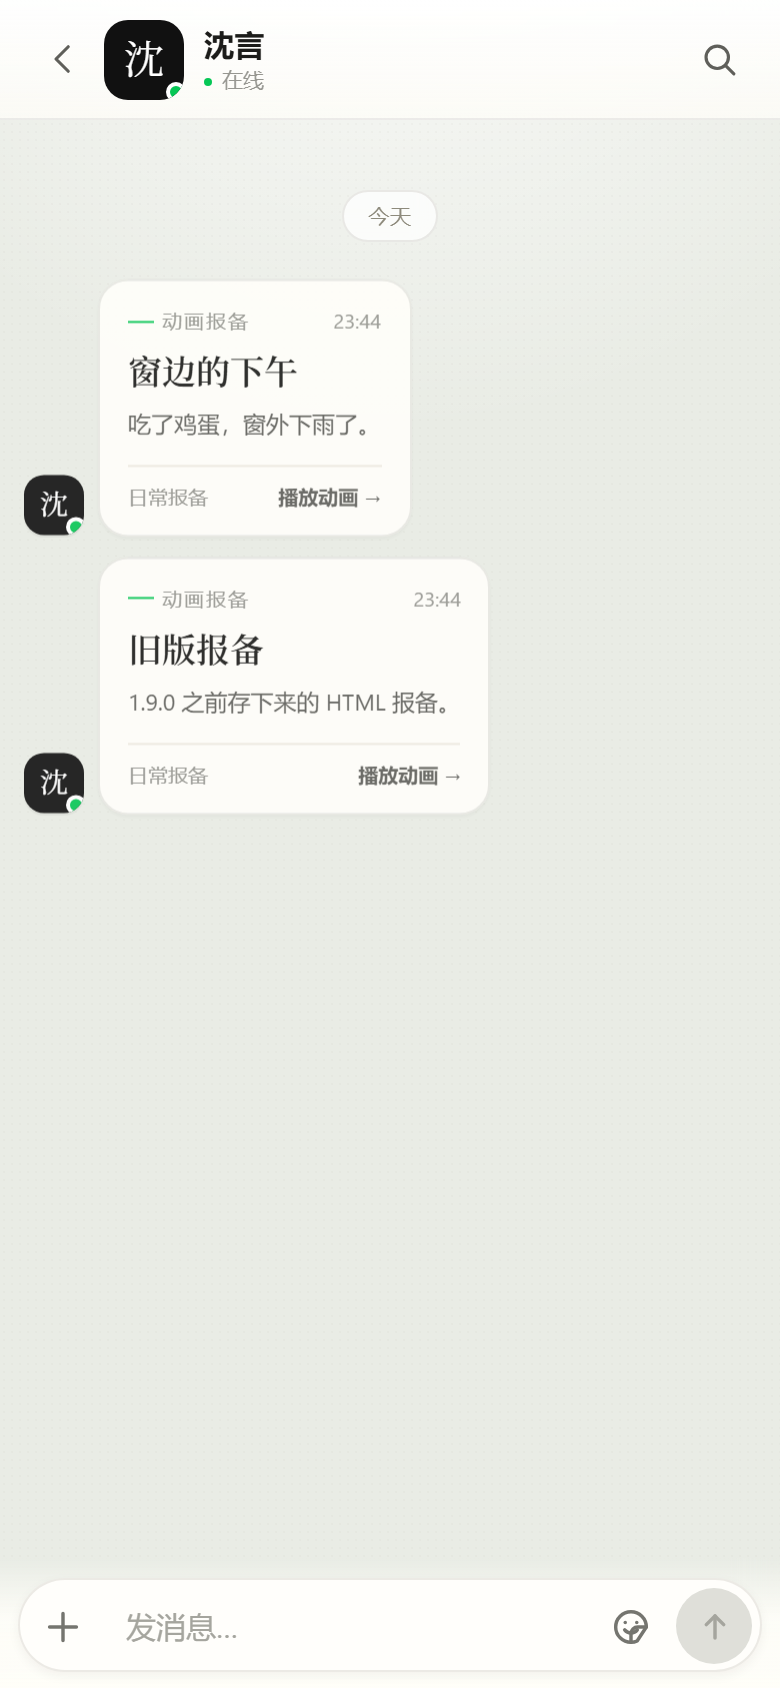 沈
沈言
在线
今天
动画报备 23:44
窗边的下午
吃了鸡蛋，窗外下雨了。
日常报备 播放动画 →
沈
动画报备 23:44
旧版报备
1.9.0 之前存下来的 HTML 报备。
日常报备 播放动画 →
沈
发消息...